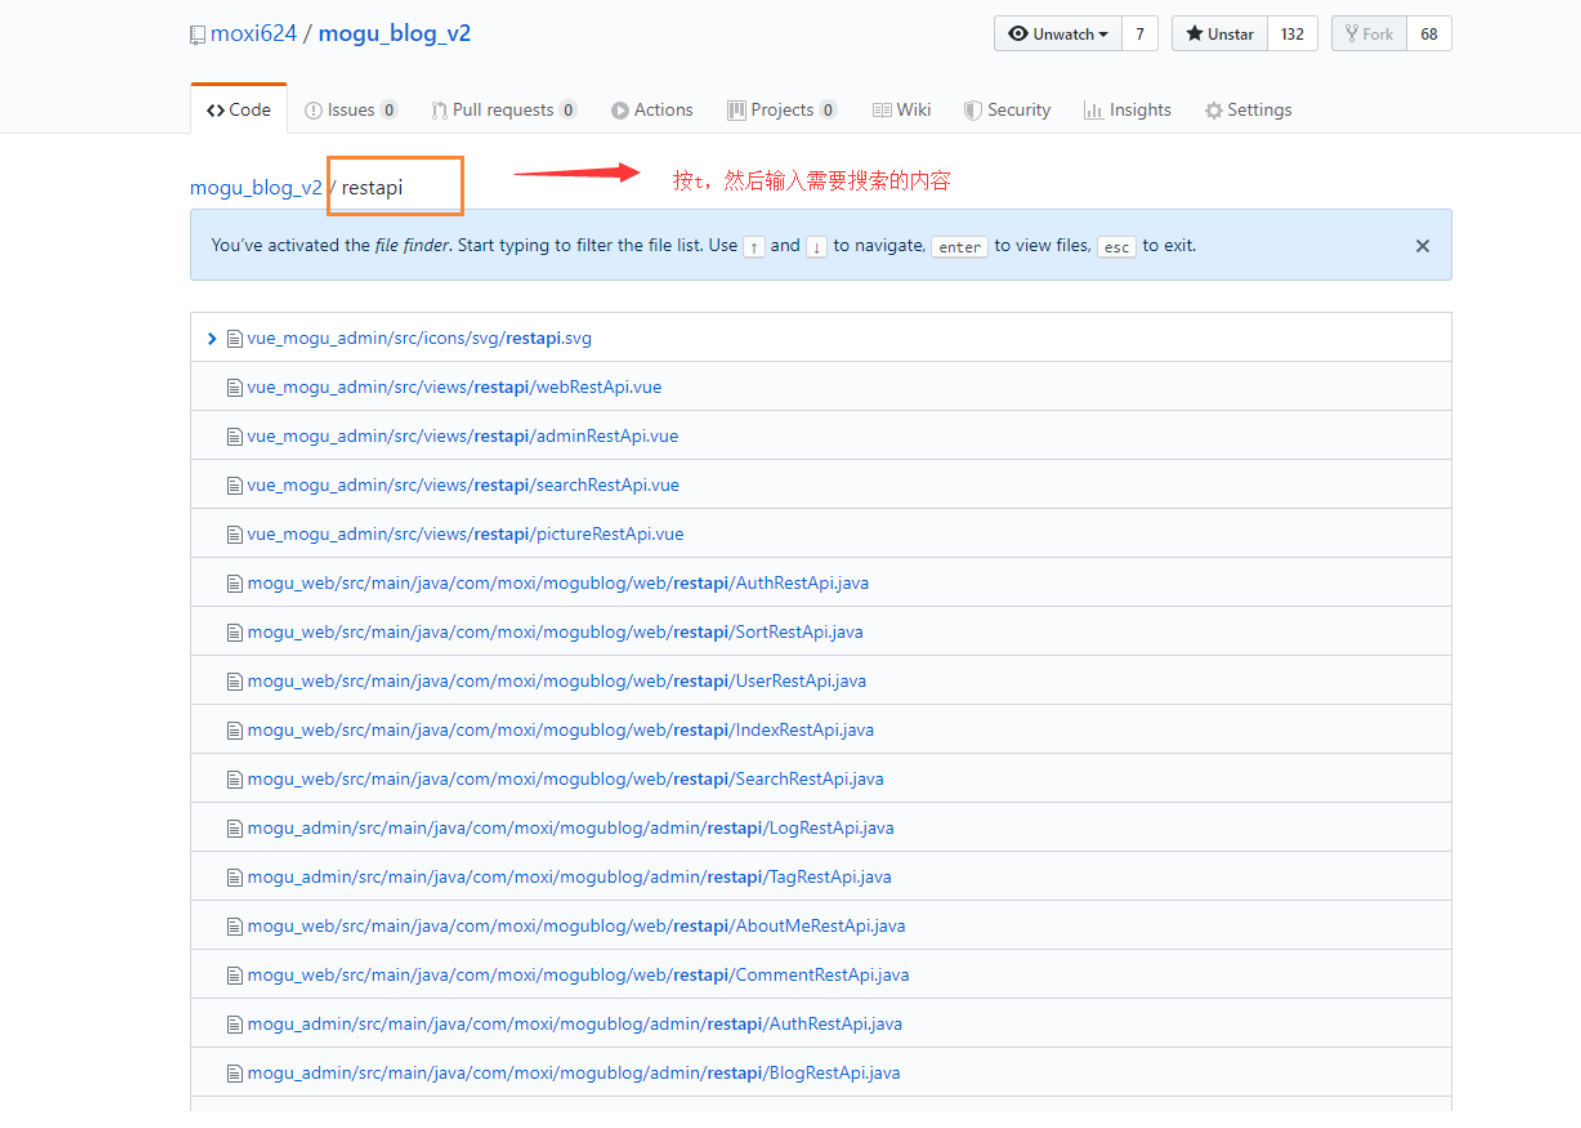 moxi624 / mogu_blog_v2
Unwatch 7 Unstar 132 Fork 68
Code Issues 0 Pull requests 0 Actions Projects 0 Wiki Security Insights Settings
mogu_blog_v2 / restapi
按t，然后输入需要搜索的内容
You’ve activated the file finder. Start typing to filter the file list. Use ↑ and ↓ to navigate, enter to view files, esc to exit.
vue_mogu_admin/src/icons/svg/restapi.svg
vue_mogu_admin/src/views/restapi/webRestApi.vue
vue_mogu_admin/src/views/restapi/adminRestApi.vue
vue_mogu_admin/src/views/restapi/searchRestApi.vue
vue_mogu_admin/src/views/restapi/pictureRestApi.vue
mogu_web/src/main/java/com/moxi/mogublog/web/restapi/AuthRestApi.java
mogu_web/src/main/java/com/moxi/mogublog/web/restapi/SortRestApi.java
mogu_web/src/main/java/com/moxi/mogublog/web/restapi/UserRestApi.java
mogu_web/src/main/java/com/moxi/mogublog/web/restapi/IndexRestApi.java
mogu_web/src/main/java/com/moxi/mogublog/web/restapi/SearchRestApi.java
mogu_admin/src/main/java/com/moxi/mogublog/admin/restapi/LogRestApi.java
mogu_admin/src/main/java/com/moxi/mogublog/admin/restapi/TagRestApi.java
mogu_web/src/main/java/com/moxi/mogublog/web/restapi/AboutMeRestApi.java
mogu_web/src/main/java/com/moxi/mogublog/web/restapi/CommentRestApi.java
mogu_admin/src/main/java/com/moxi/mogublog/admin/restapi/AuthRestApi.java
mogu_admin/src/main/java/com/moxi/mogublog/admin/restapi/BlogRestApi.java